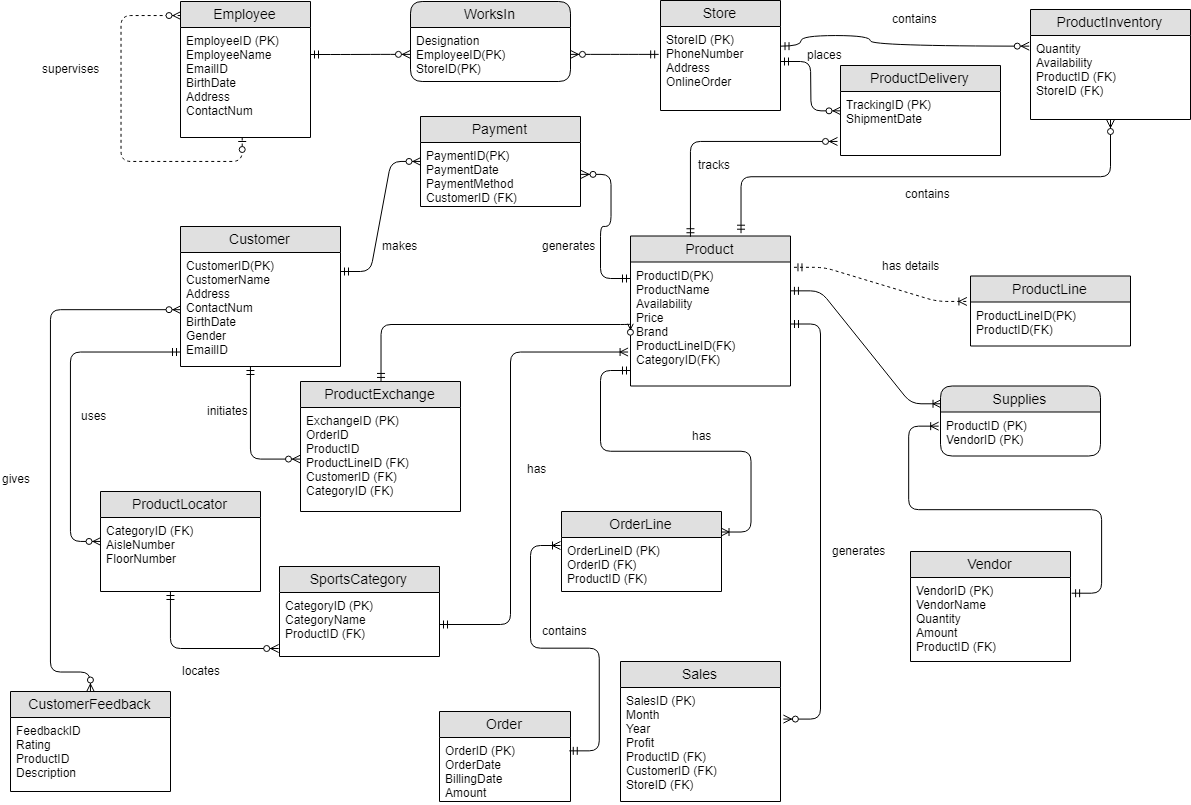 Employee
EmployeeID (PK)
EmployeeName
EmailID
BirthDate
Address
ContactNum
supervises
WorksIn
Designation
EmployeeID(PK)
StoreID(PK)
Store
StoreID (PK)
PhoneNumber
Address
OnlineOrder
contains
places
ProductInventory
Quantity
Availability
ProductID (FK)
StoreID (FK)
ProductDelivery
TrackingID (PK)
ShipmentDate
tracks
contains
Payment
PaymentID(PK)
PaymentDate
PaymentMethod
CustomerID (FK)
makes
generates
Customer
CustomerID(PK)
CustomerName
Address
ContactNum
BirthDate
Gender
EmailID
Product
ProductID(PK)
ProductName
Availability
Price
Brand
ProductLineID(FK)
CategoryID(FK)
has details
ProductLine
ProductLineID(PK)
ProductID(FK)
uses
initiates
gives
ProductExchange
ExchangeID (PK)
OrderID
ProductID
ProductLineID (FK)
CustomerID (FK)
CategoryID (FK)
has
has
Supplies
ProductID (PK)
VendorID (PK)
ProductLocator
CategoryID (FK)
AisleNumber
FloorNumber
locates
SportsCategory
CategoryID (PK)
CategoryName
ProductID (FK)
OrderLine
OrderLineID (PK)
OrderID (FK)
ProductID (FK)
contains
generates
Vendor
VendorID (PK)
VendorName
Quantity
Amount
ProductID (FK)
CustomerFeedback
FeedbackID
Rating
ProductID
Description
Order
OrderID (PK)
OrderDate
BillingDate
Amount
Sales
SalesID (PK)
Month
Year
Profit
ProductID (FK)
CustomerID (FK)
StoreID (FK)